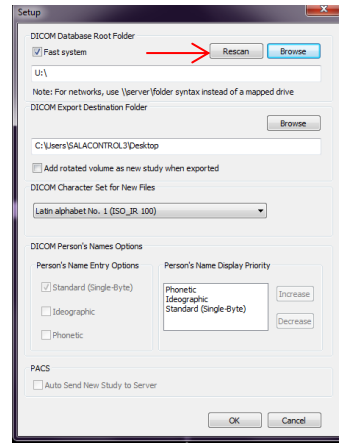 Setup
DICOM Database Root Folder
Fast system
Rescan
Browse
U:\
Note: For networks, use \\server\folder syntax instead of a mapped drive
DICOM Export Destination Folder
Browse
C:\Users\SALACONTROL3\Desktop
Add rotated volume as new study when exported
DICOM Character Set for New Files
Latin alphabet No. 1 (ISO_IR 100)
DICOM Person's Names Options
Person's Name Entry Options
Person's Name Display Priority
Standard (Single-Byte)
Ideographic
Phonetic
Phonetic
Ideographic
Standard (Single-Byte)
Increase
Decrease
PACS
Auto Send New Study to Server
OK
Cancel